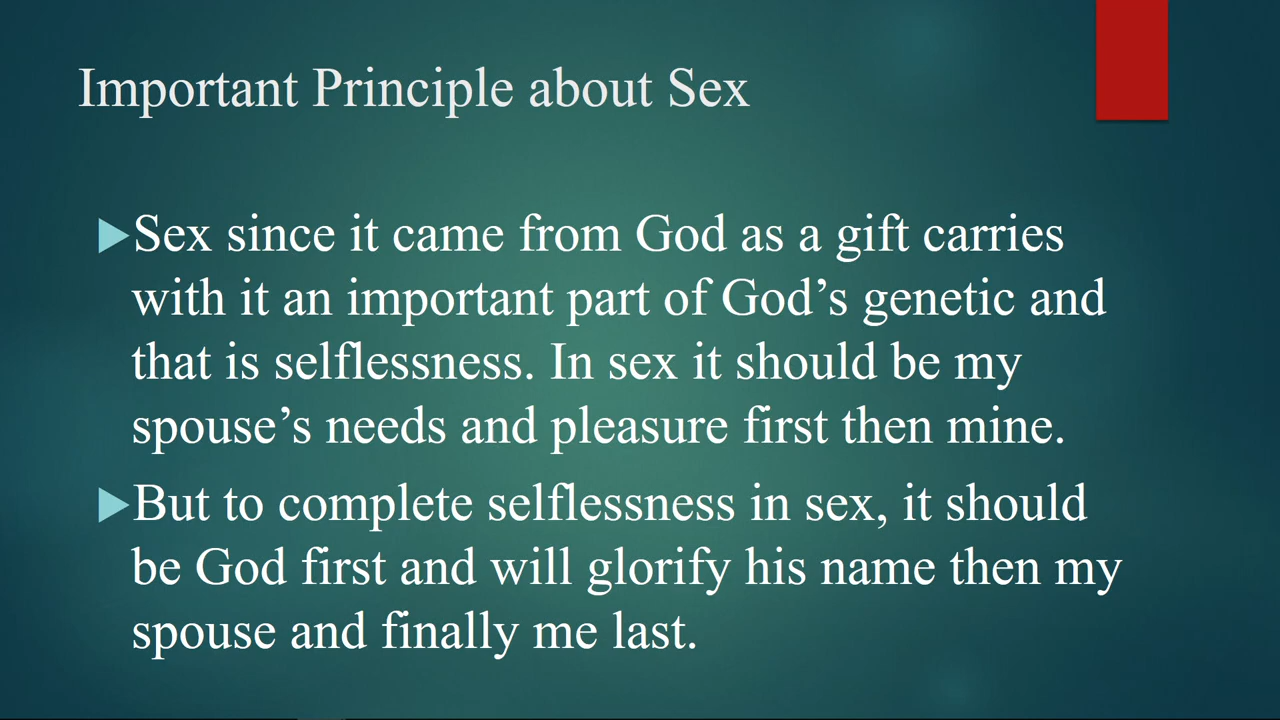 Important Principle about Sex
Sex since it came from God as a gift carries
with it an important part of God’s genetic and
that is selflessness. In sex it should be my
spouse’s needs and pleasure first then mine.
But to complete selflessness in sex, it should
be God first and will glorify his name then my
spouse and finally me last.